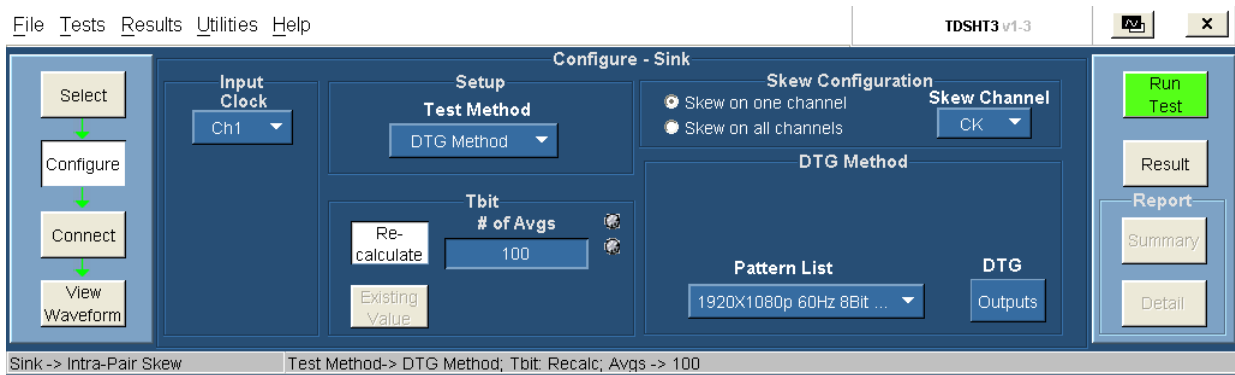 File Tests Results Utilities Help
TDSHT3 v1-3
x
Select
Configure
Connect
View
Waveform
Configure - Sink
Input
Clock
Ch1
Setup
Test Method
DTG Method
Tbit
Re-
calculate
# of Avgs
100
Existing
Value
Skew Configuration
Skew on one channel
Skew on all channels
Skew Channel
CK
DTG Method
Pattern List
1920X1080p 60Hz 8Bit ...
DTG
Outputs
Run
Test
Result
Report
Summary
Detail
Sink -> Intra-Pair Skew
Test Method-> DTG Method; Tbit: Recalc; Avgs -> 100